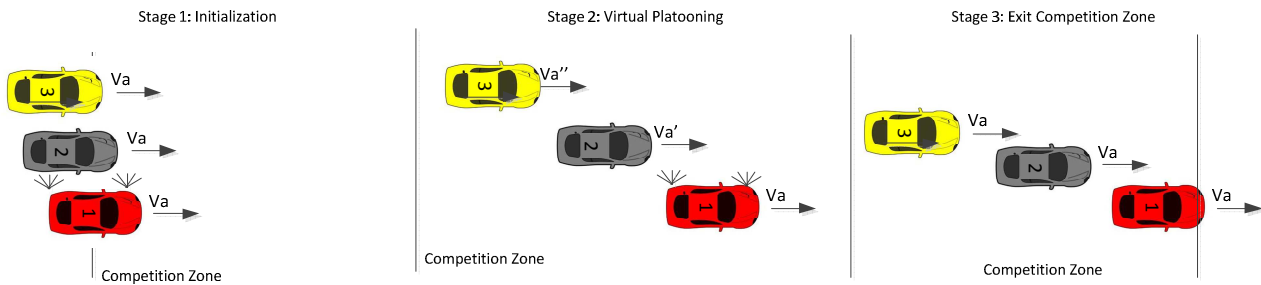 Stage 1: Initialization
Va
3
Va
2
Va
1
Competition Zone
Stage 2: Virtual Platooning
Va’’
3
Va’
2
Va
1
Competition Zone
Stage 3: Exit Competition Zone
Va
3
Va
2
Va
1
Competition Zone